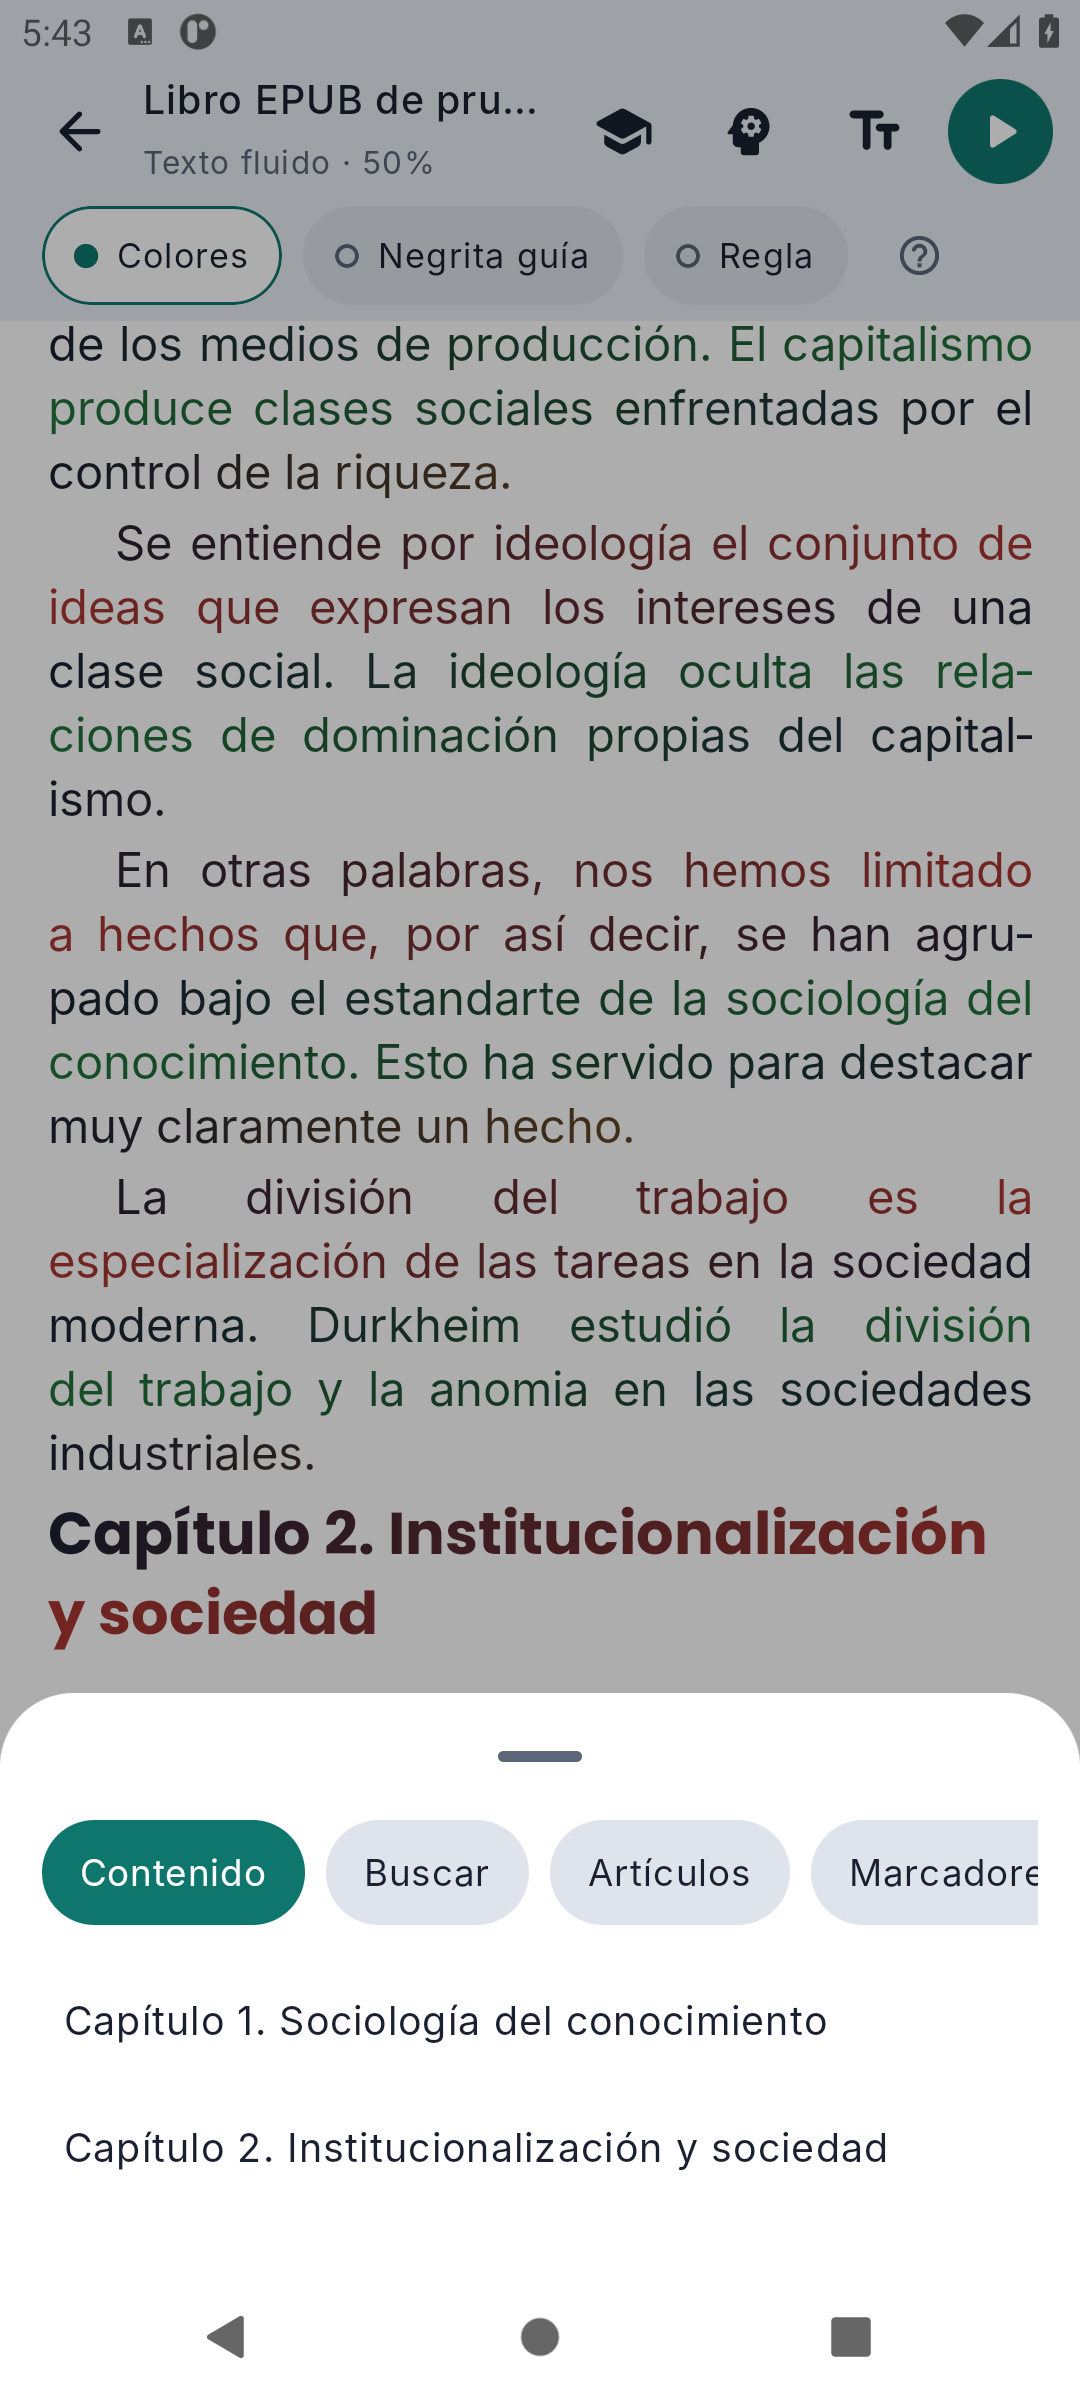 5:43
Libro EPUB de pru...
Texto fluido · 50%
Colores
Negrita guía
Regla
de los medios de producción. El capitalismo
produce clases sociales enfrentadas por el
control de la riqueza.
Se entiende por ideología el conjunto de
ideas que expresan los intereses de una
clase social. La ideología oculta las rela-
ciones de dominación propias del capital-
ismo.
En otras palabras, nos hemos limitado
a hechos que, por así decir, se han agru-
pado bajo el estandarte de la sociología del
conocimiento. Esto ha servido para destacar
muy claramente un hecho.
La división del trabajo es la
especialización de las tareas en la sociedad
moderna. Durkheim estudió la división
del trabajo y la anomia en las sociedades
industriales.
Capítulo 2. Institucionalización
y sociedad
Contenido
Buscar
Artículos
Marcadore
Capítulo 1. Sociología del conocimiento
Capítulo 2. Institucionalización y sociedad